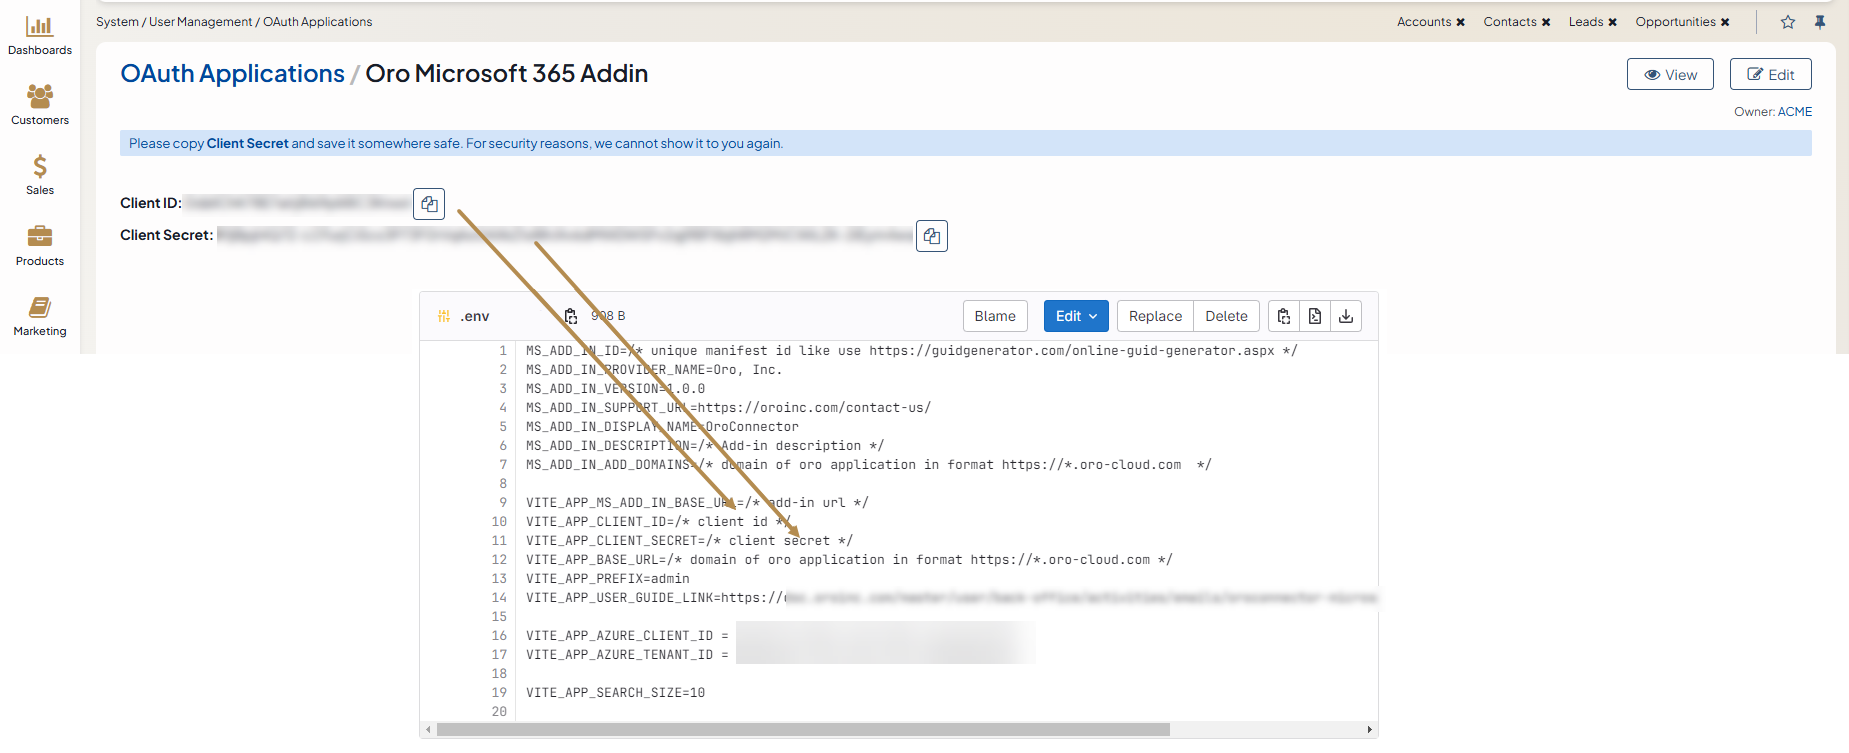 System / User Management / OAuth Applications
Accounts ✖ Contacts ✖ Leads ✖ Opportunities ✖
Dashboards
Customers
Sales
Products
Marketing
OAuth Applications / Oro Microsoft 365 Addin
View
Edit
Owner: ACME
Please copy Client Secret and save it somewhere safe. For security reasons, we cannot show it to you again.
Client ID:
Client Secret:
.env
908 B
Blame
Edit
Replace
Delete
1 MS_ADD_IN_ID=/* unique manifest id like use https://guidgenerator.com/online-guid-generator.aspx */
2 MS_ADD_IN_PROVIDER_NAME=Oro, Inc.
3 MS_ADD_IN_VERSION=1.0.0
4 MS_ADD_IN_SUPPORT_URL=https://oroinc.com/contact-us/
5 MS_ADD_IN_DISPLAY_NAME=OroConnector
6 MS_ADD_IN_DESCRIPTION=/* Add-in description */
7 MS_ADD_IN_ADD_DOMAINS=/* domain of oro application in format https://*.oro-cloud.com  */
8
9 VITE_APP_MS_ADD_IN_BASE_URL=/* add-in url */
10 VITE_APP_CLIENT_ID=/* client id */
11 VITE_APP_CLIENT_SECRET=/* client secret */
12 VITE_APP_BASE_URL=/* domain of oro application in format https://*.oro-cloud.com */
13 VITE_APP_PREFIX=admin
14 VITE_APP_USER_GUIDE_LINK=https://
15
16 VITE_APP_AZURE_CLIENT_ID =
17 VITE_APP_AZURE_TENANT_ID =
18
19 VITE_APP_SEARCH_SIZE=10
20